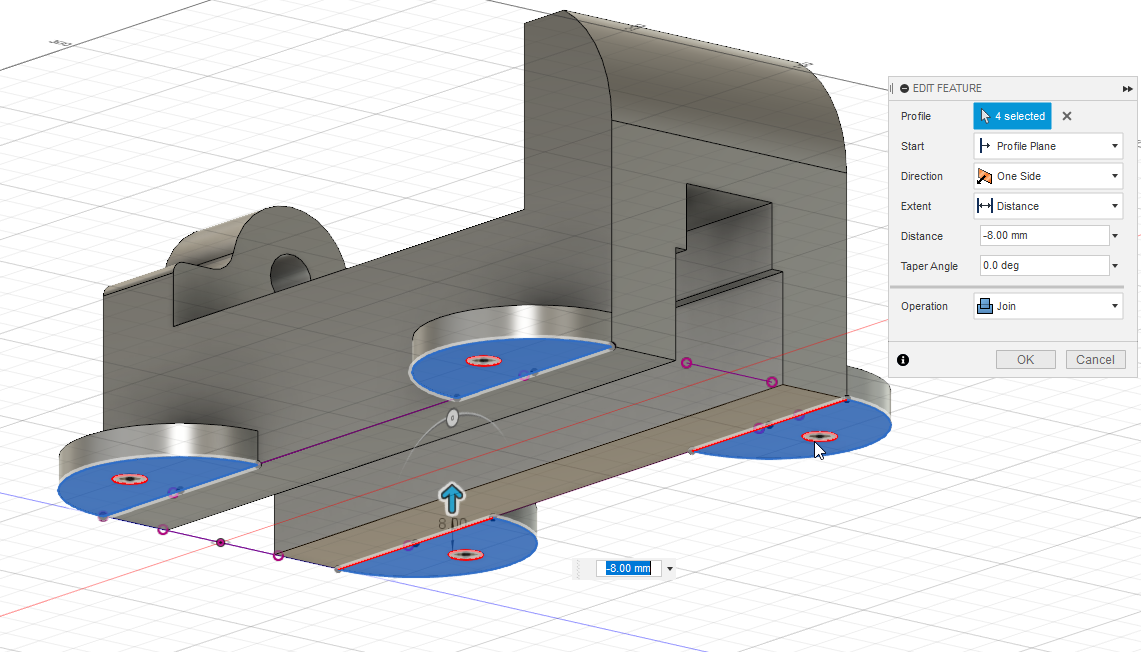 EDIT FEATURE
Profile
4 selected
Start
Profile Plane
Direction
One Side
Extent
Distance
Distance
-8.00 mm
Taper Angle
0.0 deg
Operation
Join
OK
Cancel
8.00
-8.00 mm